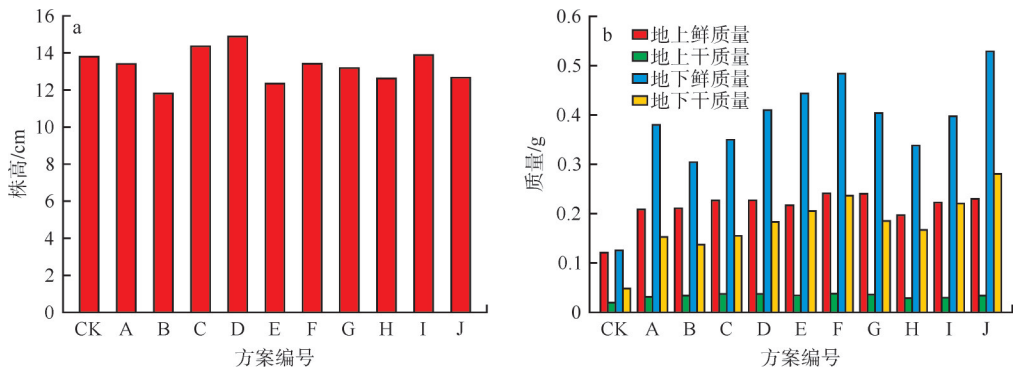 a
16
14
12
10
8
6
4
2
0
株高/cm
CK A B C D E F G H I J
方案编号
b
地上鲜质量
地上干质量
地下鲜质量
地下干质量
0.6
0.5
0.4
0.3
0.2
0.1
0
质量/g
CK A B C D E F G H I J
方案编号